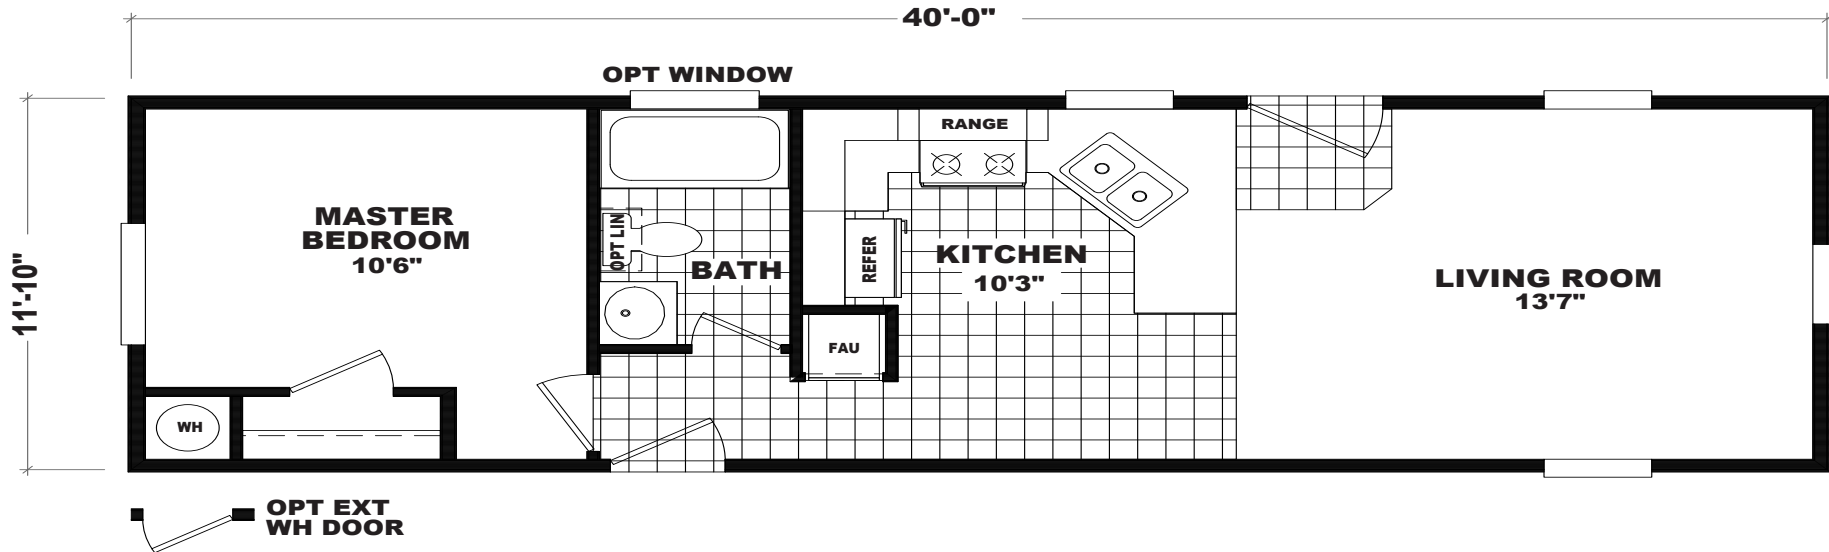 40'-0"
OPT WINDOW
11'-10"
MASTER
BEDROOM
10'6"
OPT LIN
BATH
RANGE
REFER
KITCHEN
10'3"
FAU
LIVING ROOM
13'7"
WH
OPT EXT
WH DOOR